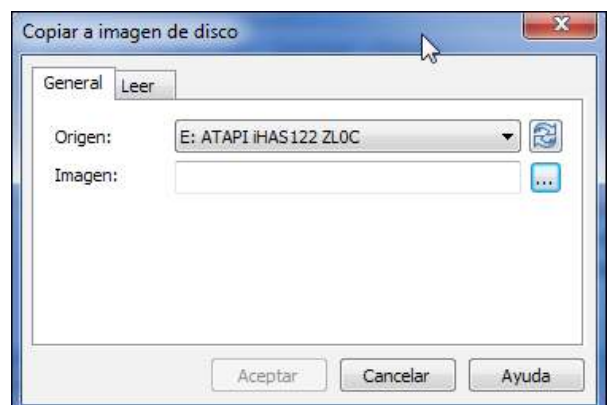 Copiar a imagen de disco
General Leer
Origen: E: ATAPI iHAS122 ZL0C
Imagen: ...
Aceptar Cancelar Ayuda